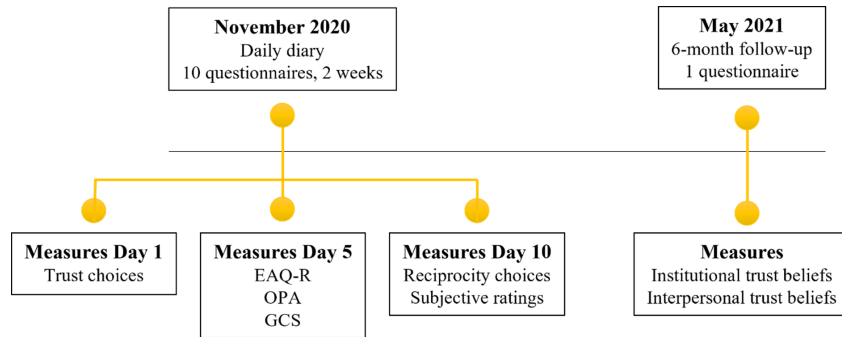 November 2020
Daily diary
10 questionnaires, 2 weeks
May 2021
6-month follow-up
1 questionnaire
Measures Day 1
Trust choices
Measures Day 5
EAQ-R
OPA
GCS
Measures Day 10
Reciprocity choices
Subjective ratings
Measures
Institutional trust beliefs
Interpersonal trust beliefs